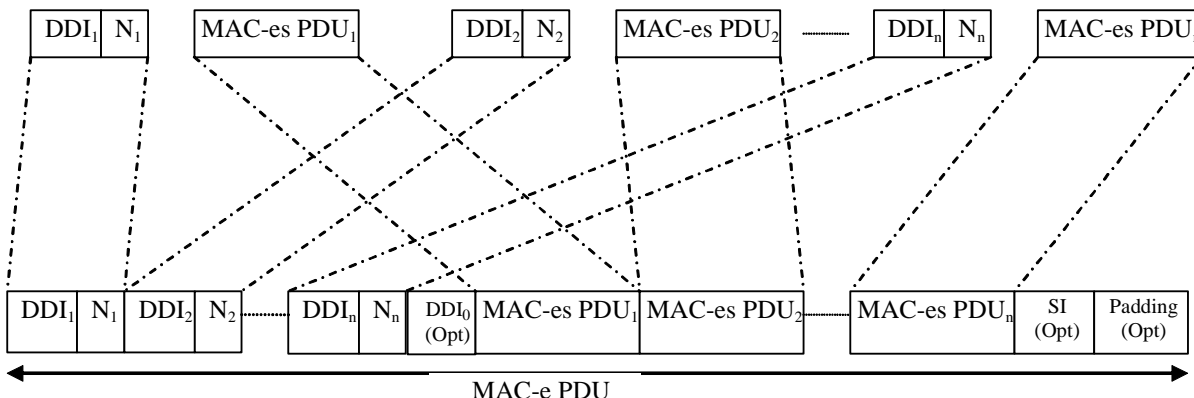 DDI₁ N₁ MAC-es PDU₁ DDI₂ N₂ MAC-es PDU₂ DDIₙ Nₙ MAC-es PDU
DDI₁ N₁ DDI₂ N₂ DDIₙ Nₙ DDI₀ (Opt) MAC-es PDU₁ MAC-es PDU₂ MAC-es PDUₙ SI (Opt) Padding (Opt)
MAC-e PDU